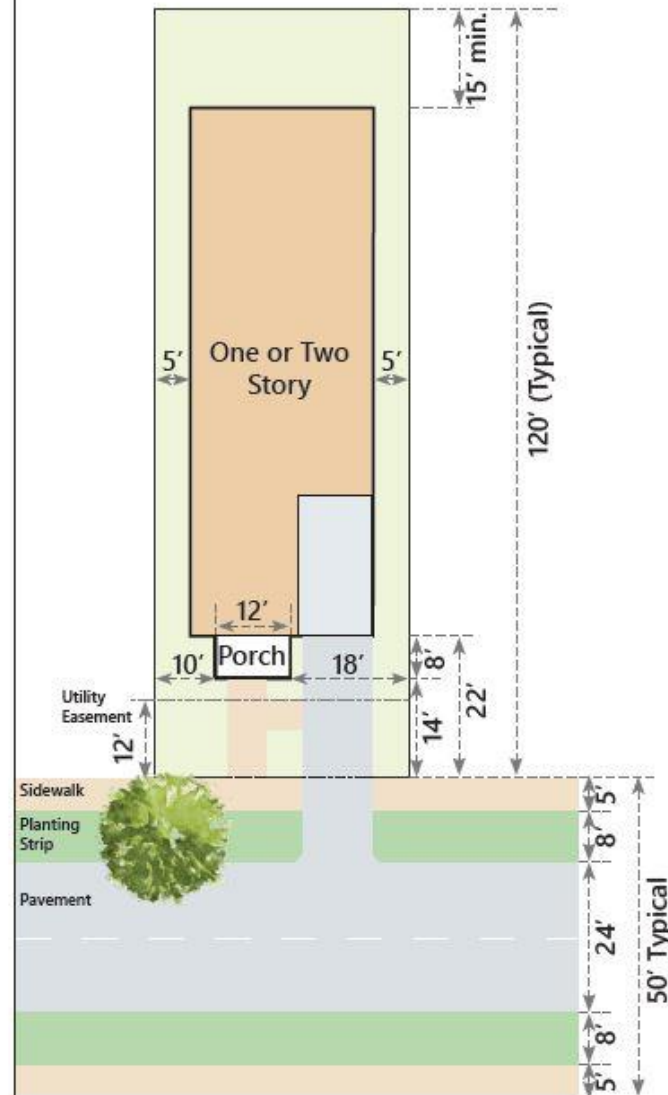 15’ min.
120’ (Typical)
5’
One or Two
Story
5’
12’
10’
Porch
18’
8’
22’
14’
Utility
Easement
12’
Sidewalk
5’
Planting
Strip
8’
Pavement
24’
50’ Typical
8’
5’